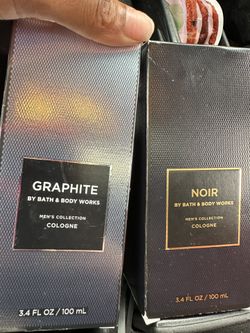 GRAPHITE
BY BATH & BODY WORKS
MEN'S COLLECTION
COLOGNE
3.4 FL OZ / 100 mL
NOIR
BY BATH & BODY WORKS
MEN'S COLLECTION
COLOGNE
3.4 FL OZ / 100 mL